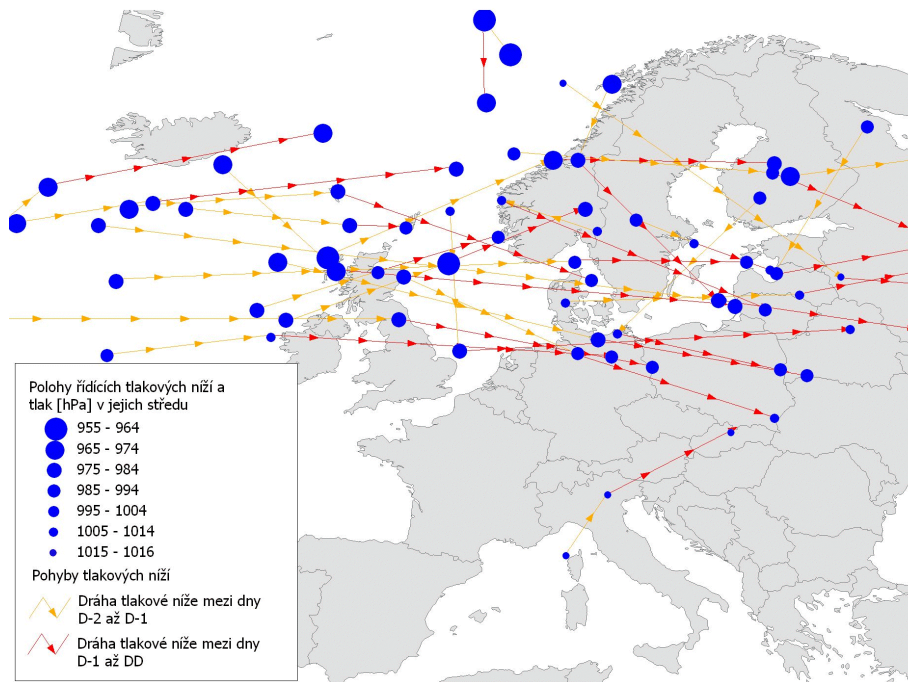 Polohy řídících tlakových níží a
tlak [hPa] v jejich středu
955 - 964
965 - 974
975 - 984
985 - 994
995 - 1004
1005 - 1014
1015 - 1016
Pohyby tlakových níží
Dráha tlakové níže mezi dny
D-2 až D-1
Dráha tlakové níže mezi dny
D-1 až DD